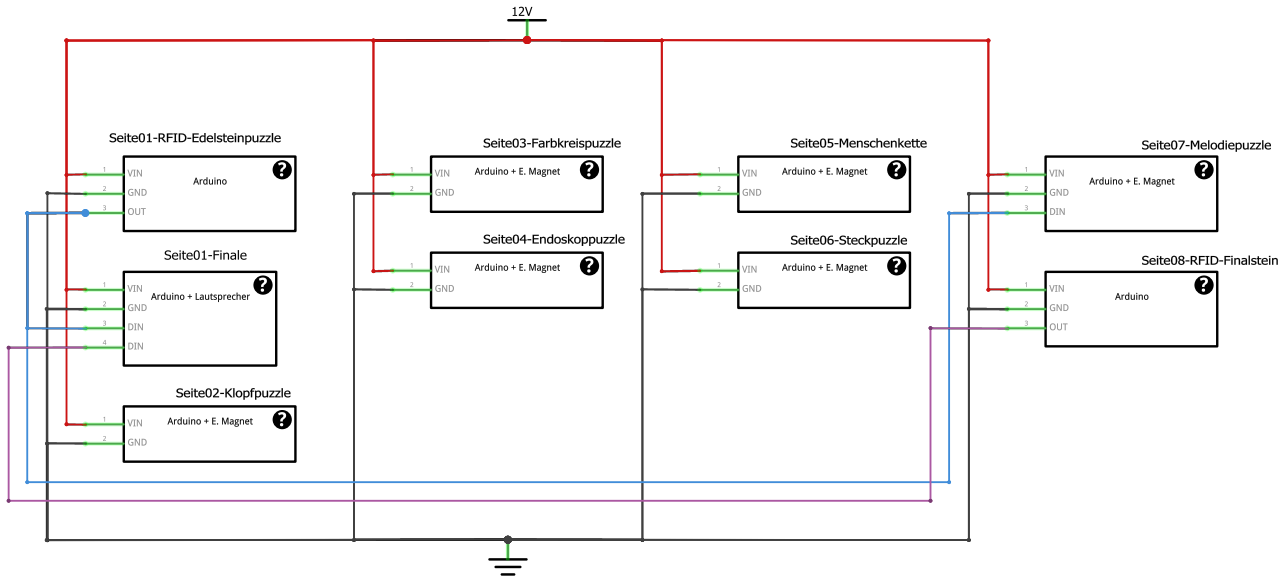 12V
Seite01-RFID-Edelsteinpuzzle
?
1 VIN
Arduino
2 GND
3 OUT
Seite01-Finale
?
1 VIN
Arduino + Lautsprecher
2 GND
3 DIN
4 DIN
Seite02-Klopfpuzzle
?
1 VIN
Arduino + E. Magnet
2 GND
Seite03-Farbkreispuzzle
?
1 VIN
Arduino + E. Magnet
2 GND
Seite04-Endoskoppuzzle
?
1 VIN
Arduino + E. Magnet
2 GND
Seite05-Menschenkette
?
1 VIN
Arduino + E. Magnet
2 GND
Seite06-Steckpuzzle
?
1 VIN
Arduino + E. Magnet
2 GND
Seite07-Melodiepuzzle
?
1 VIN
Arduino + E. Magnet
2 GND
3 DIN
Seite08-RFID-Finalstein
?
1 VIN
Arduino
2 GND
3 OUT